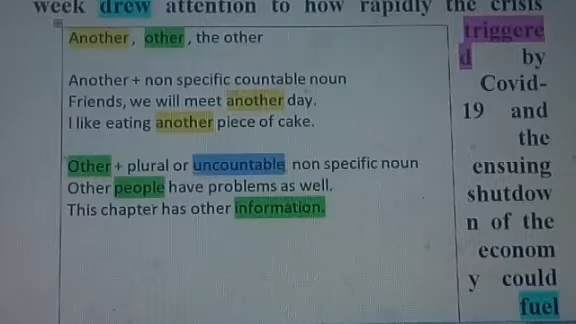 week drew attention to how rapidly the crisis
Another, other, the other
Another + non specific countable noun
Friends, we will meet another day.
I like eating another piece of cake.
Other + plural or uncountable non specific noun
Other people have problems as well.
This chapter has other information.
triggere
d by
Covid-
19 and
the
ensuing
shutdow
n of the
econom
y could
fuel